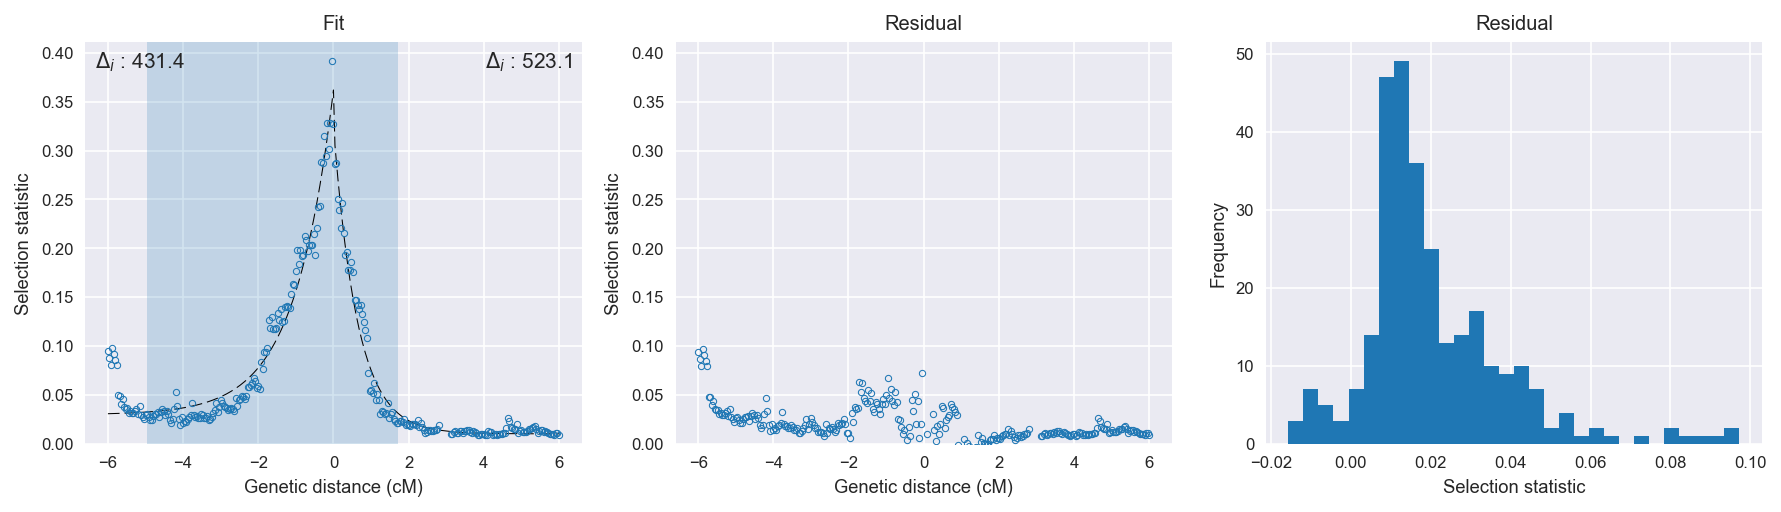 Fit
Δi : 431.4
Δi : 523.1
0.40
0.35
0.30
0.25
0.20
0.15
0.10
0.05
0.00
Selection statistic
−6 −4 −2 0 2 4 6
Genetic distance (cM)
Residual
0.40
0.35
0.30
0.25
0.20
0.15
0.10
0.05
0.00
Selection statistic
−6 −4 −2 0 2 4 6
Genetic distance (cM)
Residual
50
40
30
20
10
0
Frequency
−0.02 0.00 0.02 0.04 0.06 0.08 0.10
Selection statistic